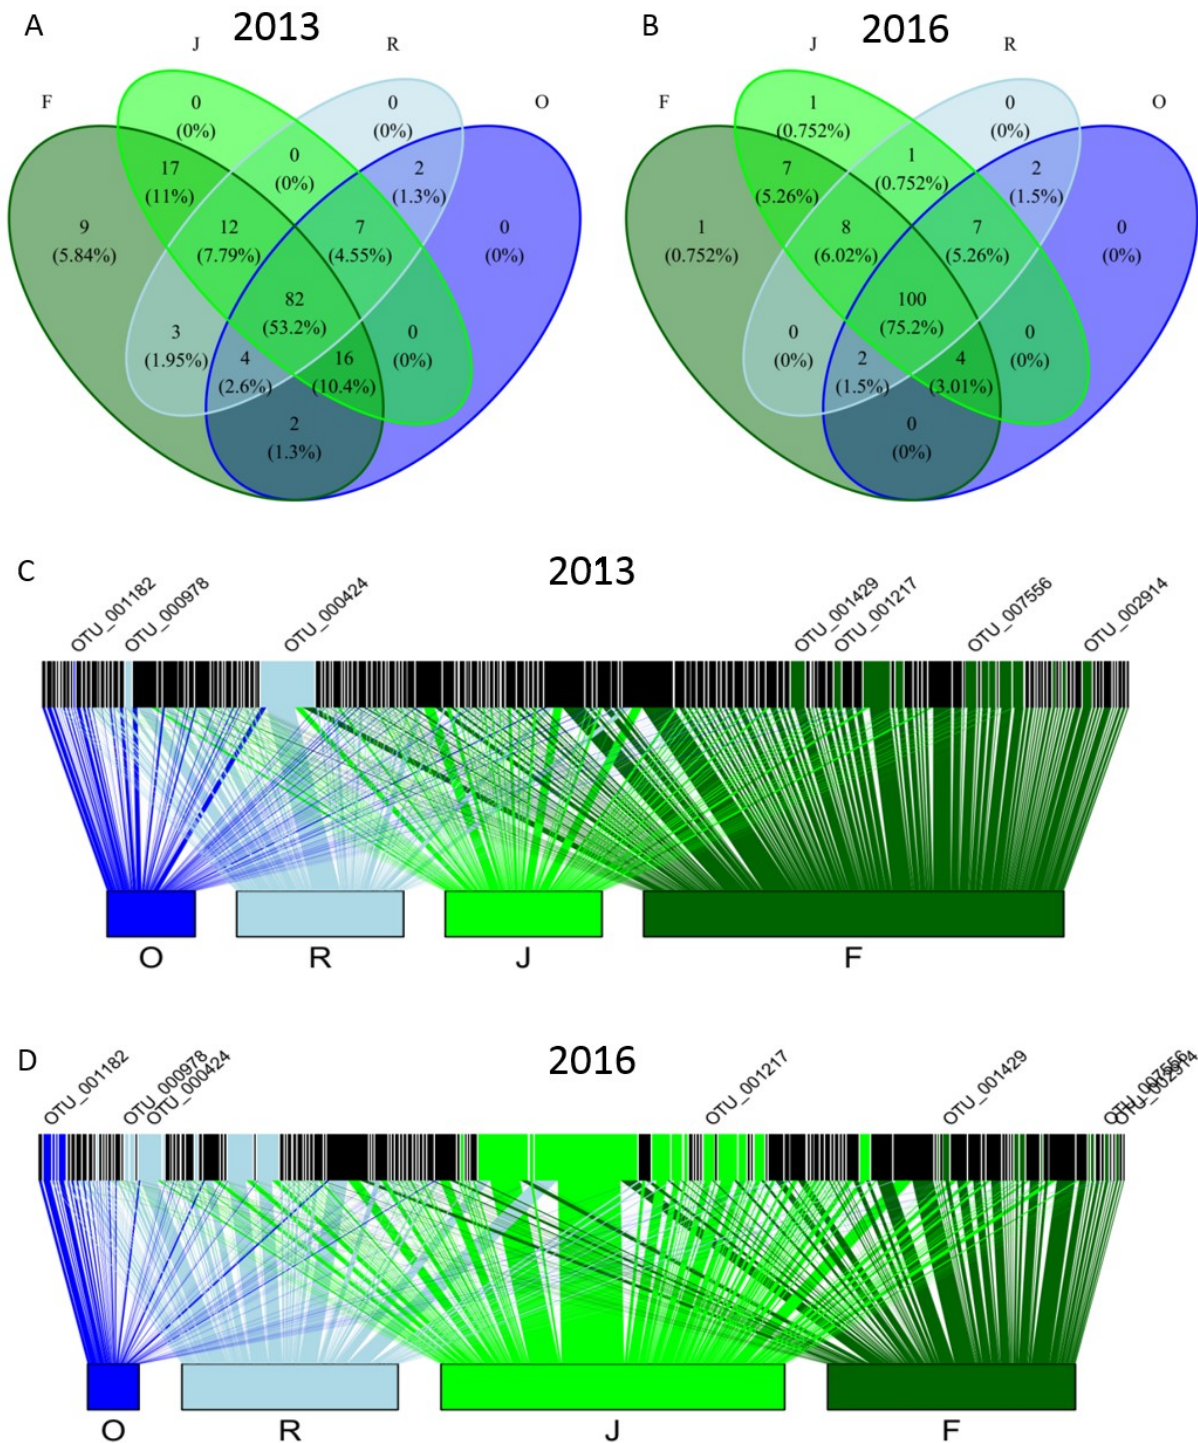 A 2013
J R
F O
0
(0%)
0
(0%)
17
(11%)
0
(0%)
2
(1.3%)
9
(5.84%)
12
(7.79%)
7
(4.55%)
0
(0%)
82
(53.2%)
3
(1.95%)
4
(2.6%)
16
(10.4%)
0
(0%)
2
(1.3%)
B 2016
J R
F O
1
(0.752%)
0
(0%)
7
(5.26%)
1
(0.752%)
2
(1.5%)
1
(0.752%)
8
(6.02%)
7
(5.26%)
0
(0%)
100
(75.2%)
0
(0%)
2
(1.5%)
4
(3.01%)
0
(0%)
0
(0%)
C 2013
OTU_001182
OTU_000978
OTU_000424
OTU_001429
OTU_001217
OTU_007556
OTU_002914
O R J F
D 2016
OTU_001182
OTU_000978
OTU_000424
OTU_001217
OTU_001429
OTU_007556
OTU_002914
O R J F